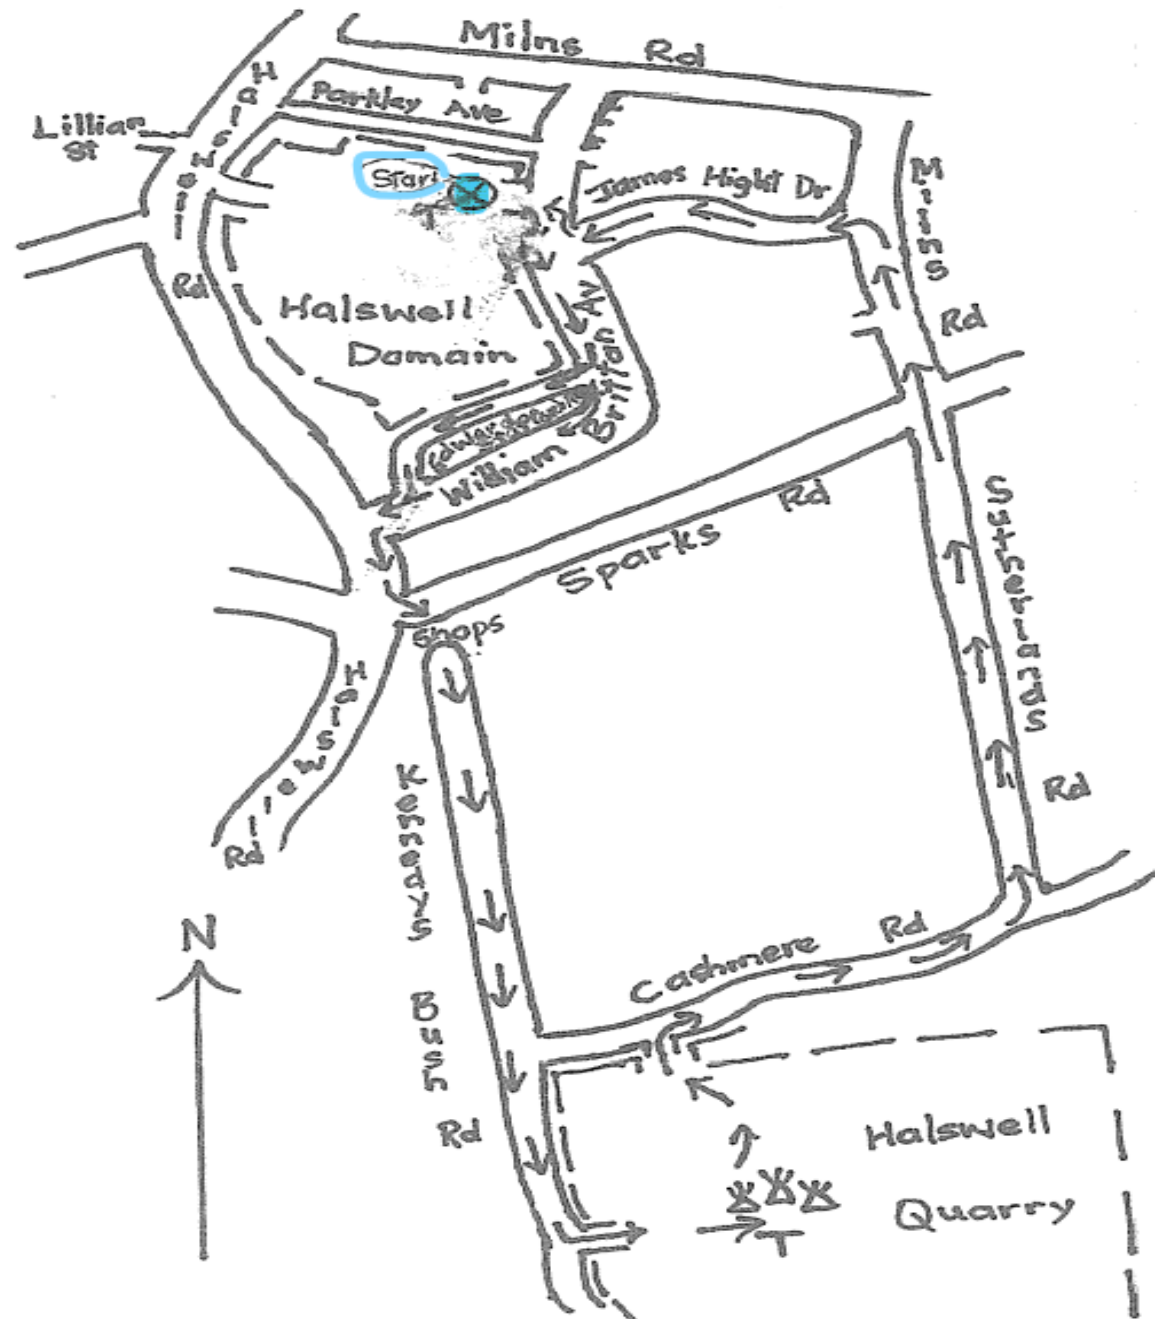 Milns Rd
Halswell Rd
Parkley Ave
Lillian St
Start
T
James Hight Dr
Milns Rd
Halswell
Domain
William Brittan Av
Sparks Rd
Shops
Halswell Rd
Sutherlands Rd
Kennedys Bush Rd
N
Cashmere Rd
Halswell
Quarry
T